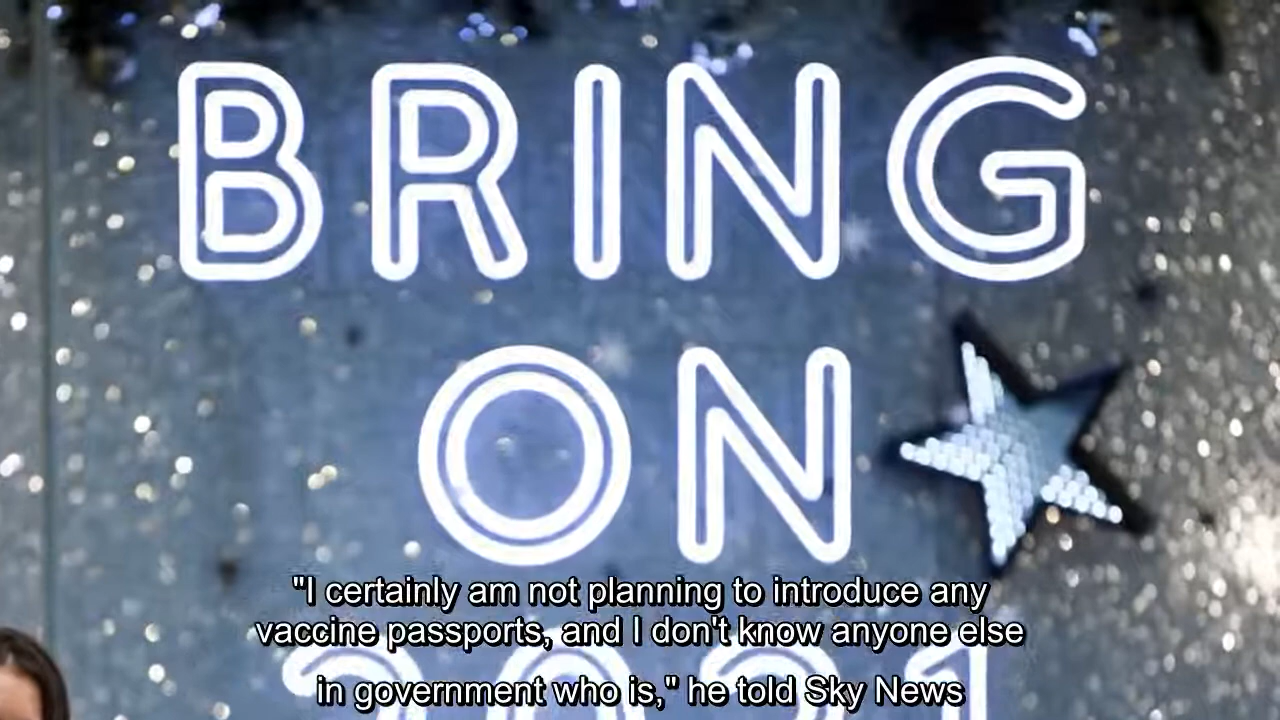 BRING
ON
2021
"I certainly am not planning to introduce any
vaccine passports, and I don't know anyone else
in government who is," he told Sky News